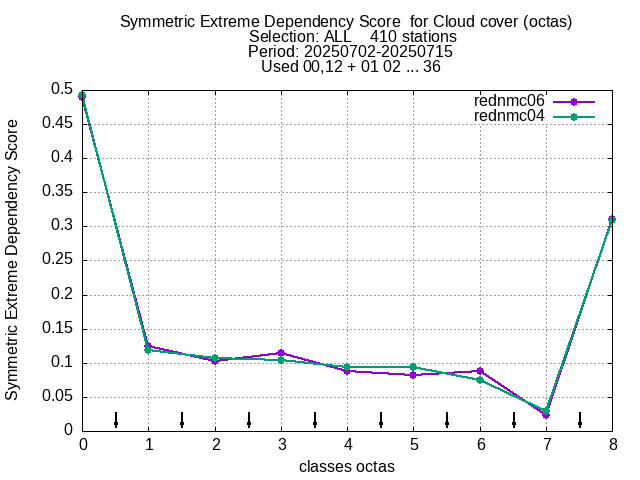 Symmetric Extreme Dependency Score  for Cloud cover (octas)
Selection: ALL    410 stations
Period: 20250702-20250715
Used 00,12 + 01 02 ... 36
rednmc06
rednmc04
Symmetric Extreme Dependency Score
0.5
0.45
0.4
0.35
0.3
0.25
0.2
0.15
0.1
0.05
0
0 1 2 3 4 5 6 7 8
classes octas